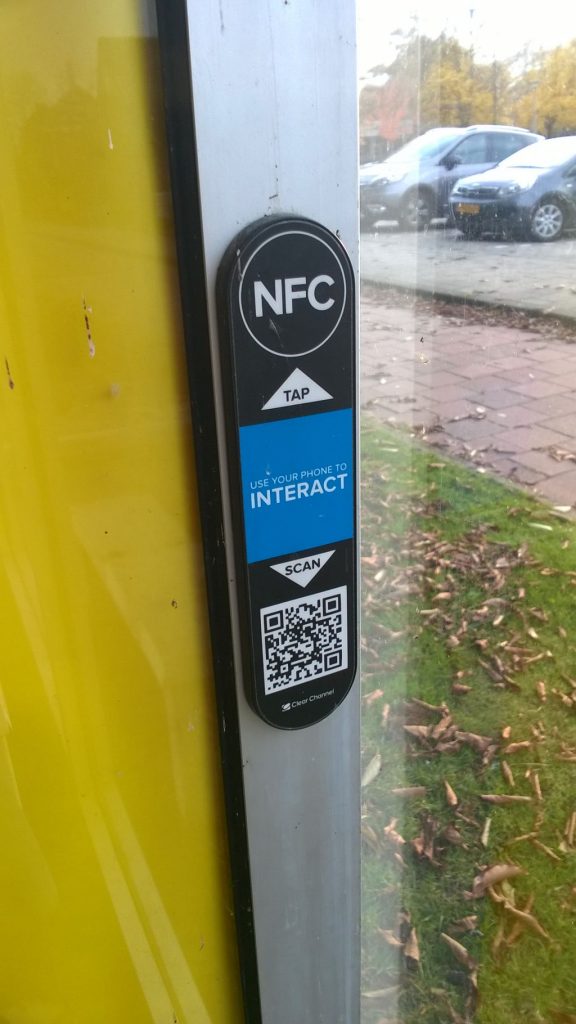 NFC
TAP
USE YOUR PHONE TO
INTERACT
SCAN
Clear Channel